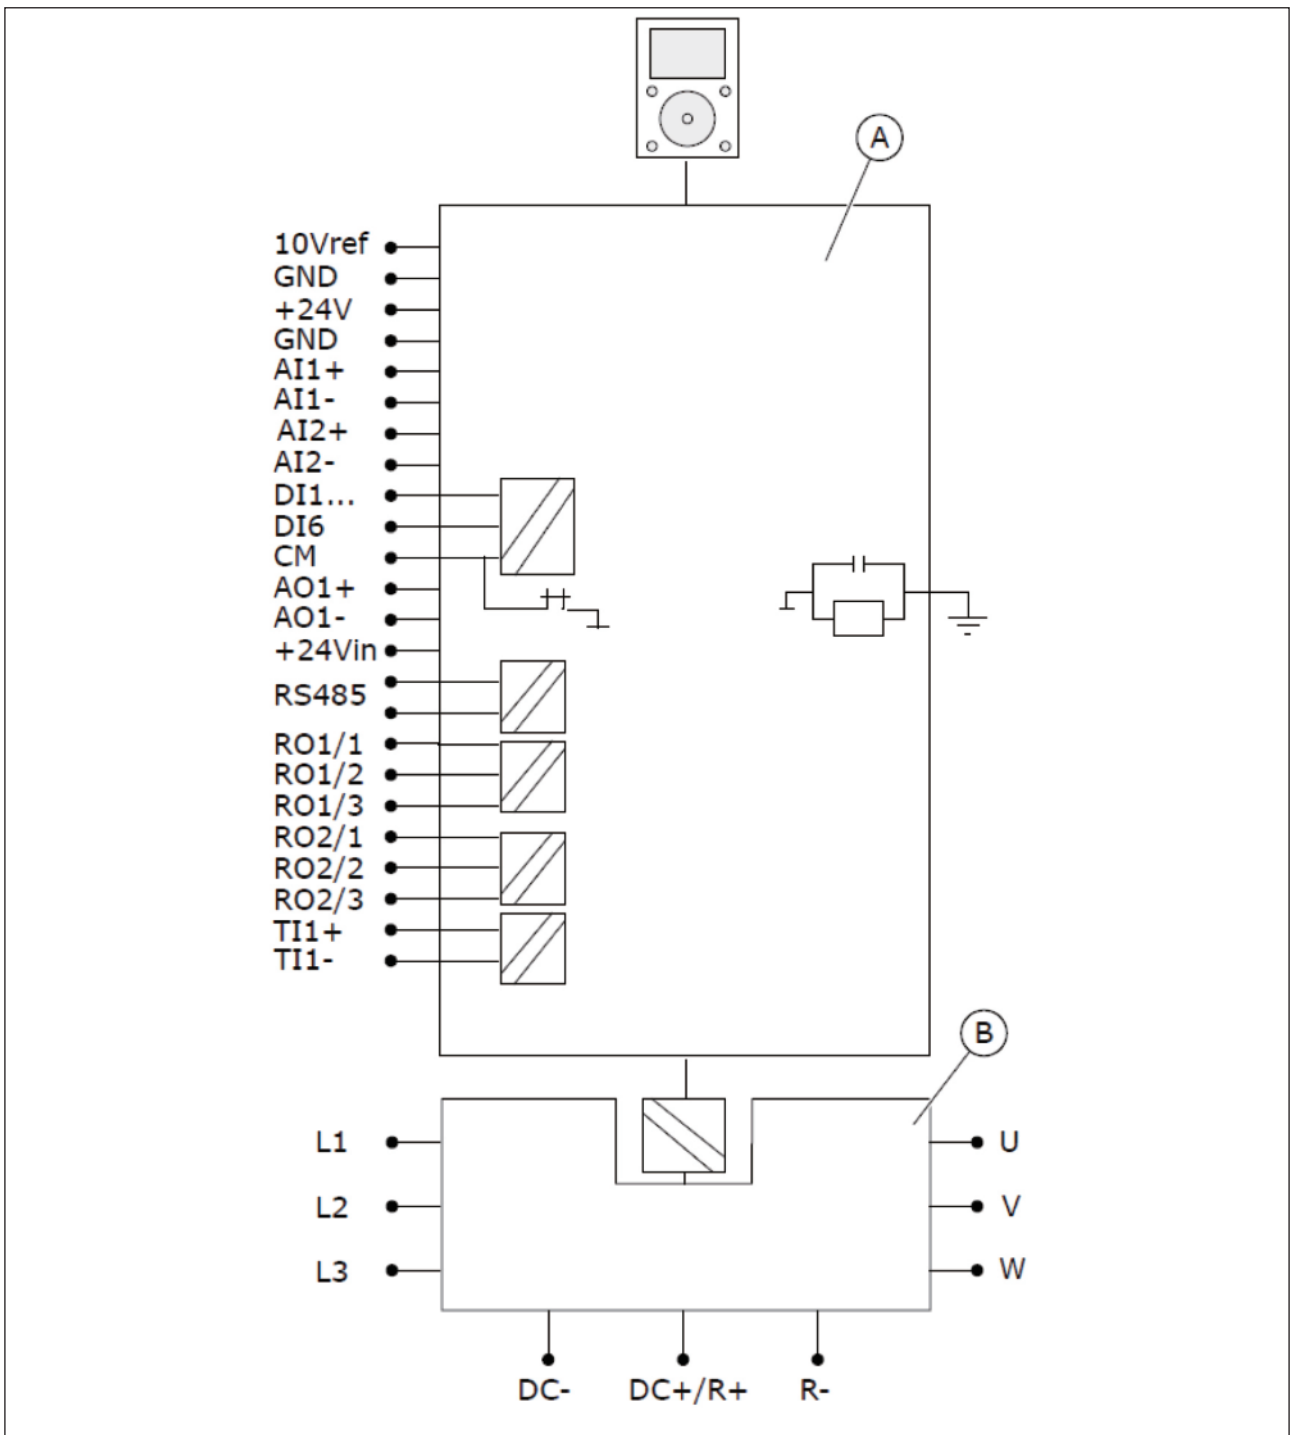 A
10Vref
GND
+24V
GND
AI1+
AI1-
AI2+
AI2-
DI1...
DI6
CM
AO1+
AO1-
+24Vin
RS485
RO1/1
RO1/2
RO1/3
RO2/1
RO2/2
RO2/3
TI1+
TI1-
B
L1 U
L2 V
L3 W
DC- DC+/R+ R-